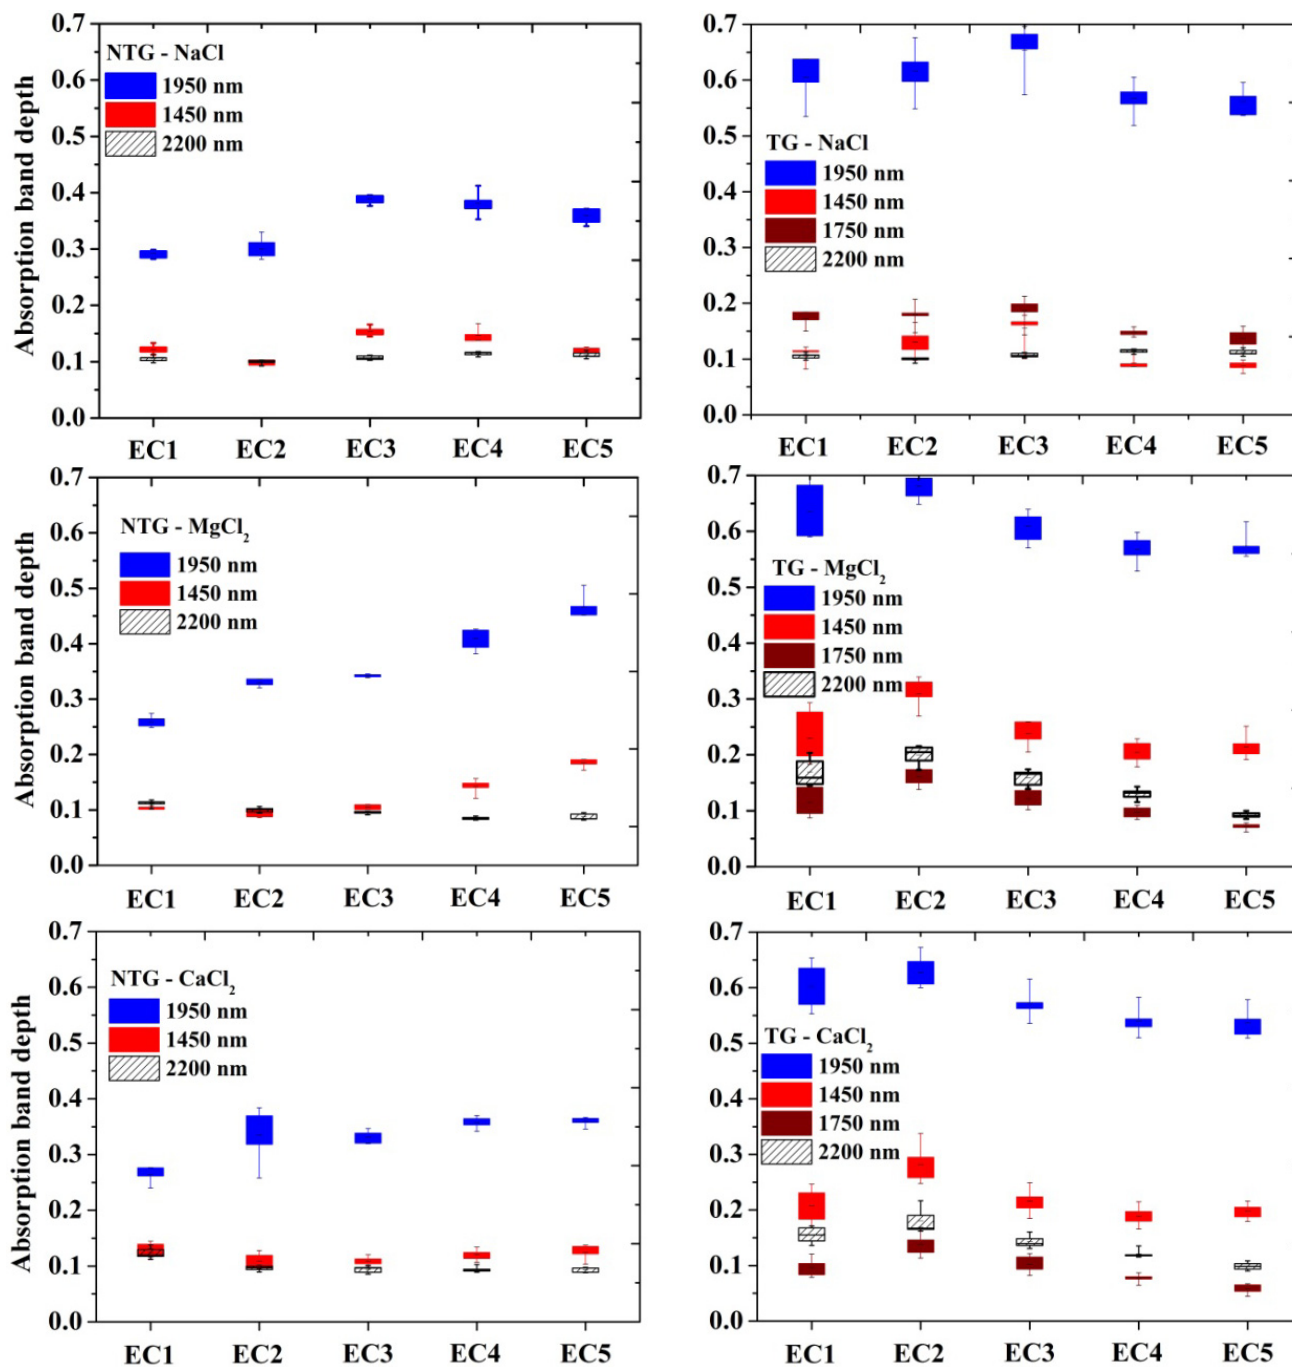 Absorption band depth
0.7
0.6
0.5
0.4
0.3
0.2
0.1
0.0
NTG - NaCl
1950 nm
1450 nm
2200 nm
EC1 EC2 EC3 EC4 EC5
0.7
0.6
0.5
0.4
0.3
0.2
0.1
0.0
TG - NaCl
1950 nm
1450 nm
1750 nm
2200 nm
EC1 EC2 EC3 EC4 EC5
Absorption band depth
0.7
0.6
0.5
0.4
0.3
0.2
0.1
0.0
NTG - MgCl₂
1950 nm
1450 nm
2200 nm
EC1 EC2 EC3 EC4 EC5
0.7
0.6
0.5
0.4
0.3
0.2
0.1
0.0
TG - MgCl₂
1950 nm
1450 nm
1750 nm
2200 nm
EC1 EC2 EC3 EC4 EC5
Absorption band depth
0.7
0.6
0.5
0.4
0.3
0.2
0.1
0.0
NTG - CaCl₂
1950 nm
1450 nm
2200 nm
EC1 EC2 EC3 EC4 EC5
0.7
0.6
0.5
0.4
0.3
0.2
0.1
0.0
TG - CaCl₂
1950 nm
1450 nm
1750 nm
2200 nm
EC1 EC2 EC3 EC4 EC5